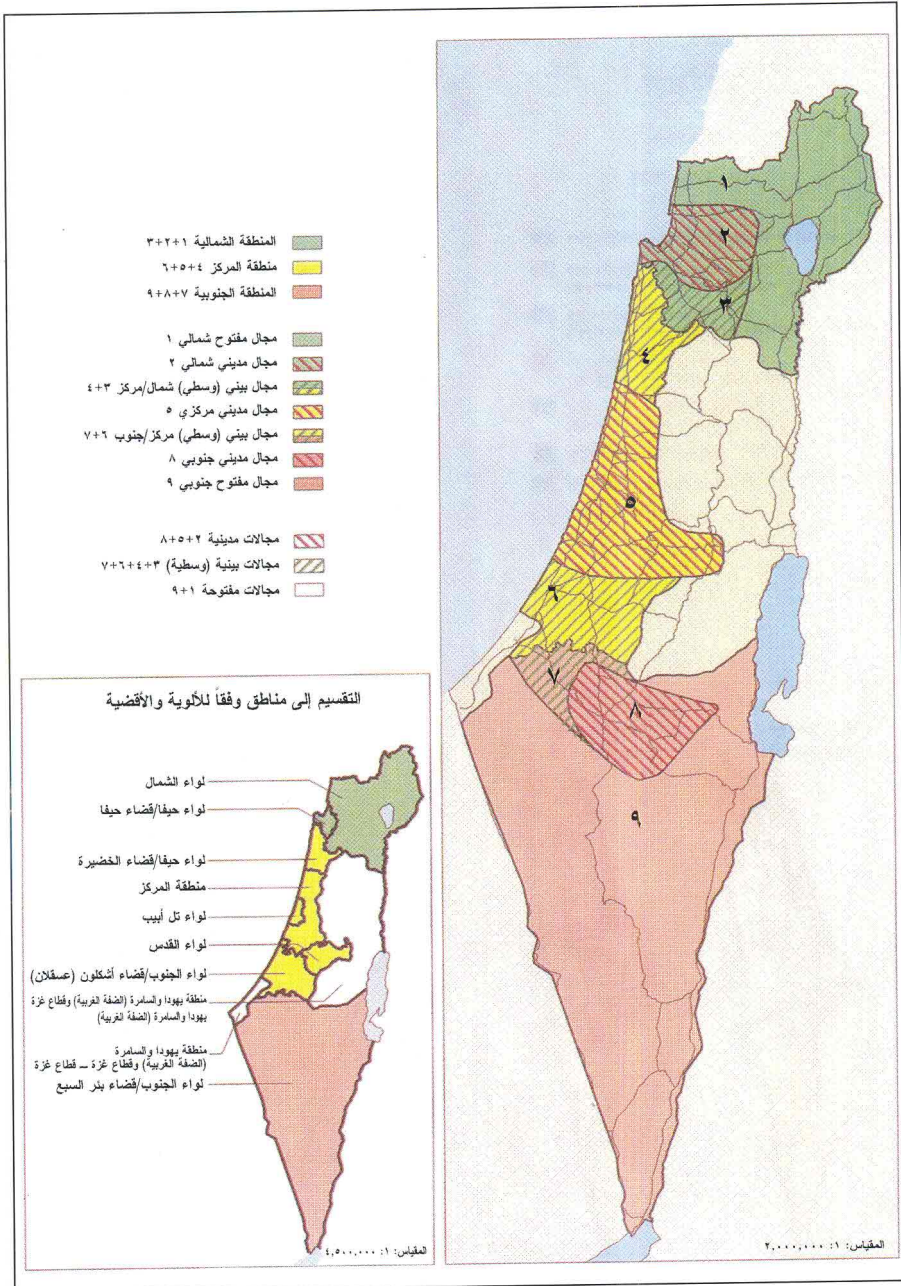 المنطقة الشمالية ١+٢+٣
منطقة المركز ٤+٥+٦
المنطقة الجنوبية ٧+٨+٩
مجال مفتوح شمالي ١
مجال مديني شمالي ٢
مجال بيني (وسطي) شمال/مركز ٣+٤
مجال مديني مركزي ٥
مجال بيني (وسطي) مركز/جنوب ٦+٧
مجال مديني جنوبي ٨
مجال مفتوح جنوبي ٩
مجالات مدينية ٢+٥+٨
مجالات بينية (وسطية) ٣+٤+٦+٧
مجالات مفتوحة ١+٩
١
٢
٣
٤
٥
٦
٧
٨
٩
المقياس: ١: ٢,٠٠٠,٠٠٠
التقسيم إلى مناطق وفقاً للألوية والأقضية
لواء الشمال
لواء حيفا/قضاء حيفا
لواء حيفا/قضاء الخضيرة
منطقة المركز
لواء تل أبيب
لواء القدس
لواء الجنوب/قضاء أشكلون (عسقلان)
منطقة يهودا والسامرة (الضفة الغربية) وقطاع غزة
يهودا والسامرة (الضفة الغربية)
منطقة يهودا والسامرة
(الضفة الغربية) وقطاع غزة ــ قطاع غزة
لواء الجنوب/قضاء بئر السبع
المقياس: ١: ٤,٥٠٠,٠٠٠